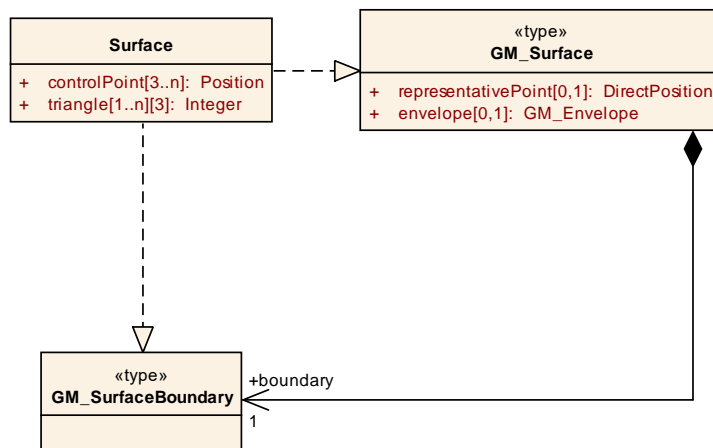 Surface
+ controlPoint[3..n]: Position
+ triangle[1..n][3]: Integer
«type»
GM_Surface
+ representativePoint[0,1]: DirectPosition
+ envelope[0,1]: GM_Envelope
«type»
GM_SurfaceBoundary
+boundary
1